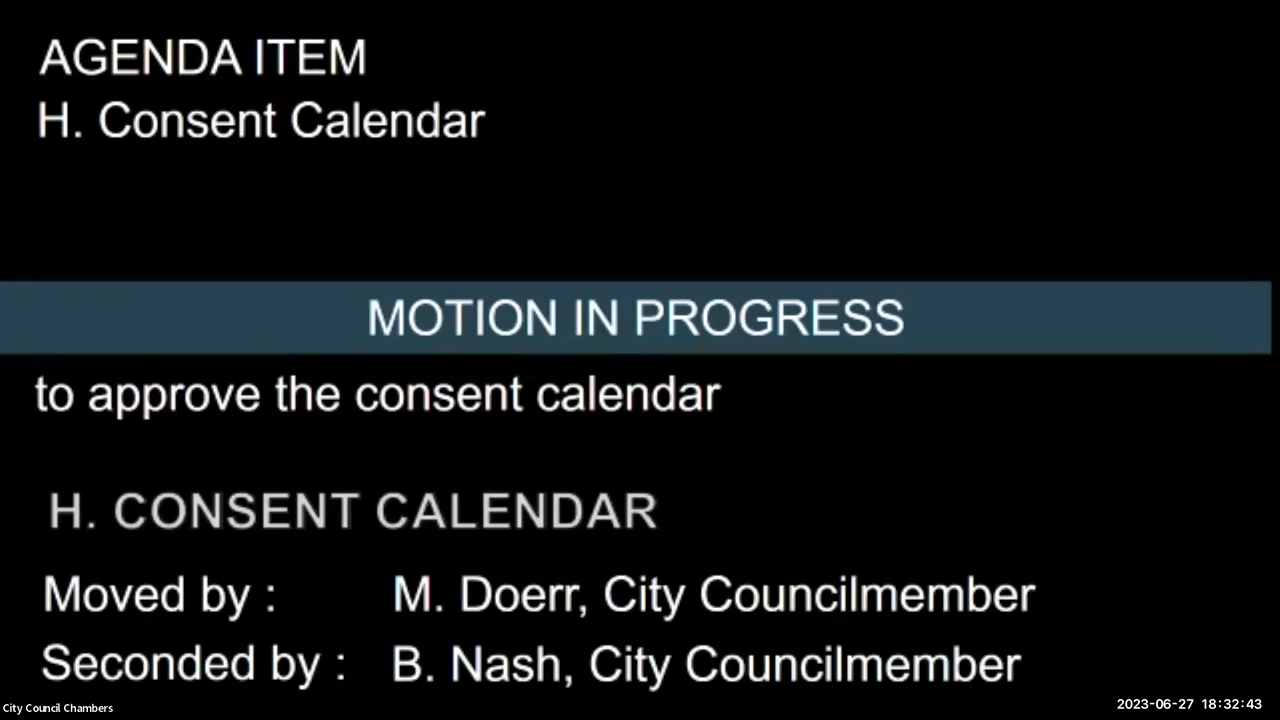 AGENDA ITEM
H. Consent Calendar
MOTION IN PROGRESS
to approve the consent calendar
H. CONSENT CALENDAR
Moved by : M. Doerr, City Councilmember
Seconded by : B. Nash, City Councilmember
City Council Chambers
2023-06-27 18:32:43